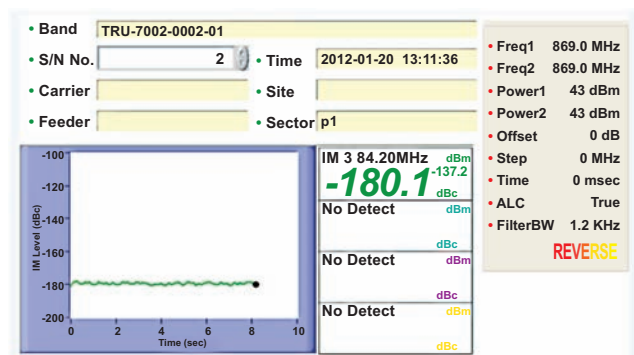 • Band TRU-7002-0002-01
• S/N No. 2 • Time 2012-01-20 13:11:36
• Carrier • Site
• Feeder • Sector p1
• Freq1 869.0 MHz
• Freq2 869.0 MHz
• Power1 43 dBm
• Power2 43 dBm
• Offset 0 dB
• Step 0 MHz
• Time 0 msec
• ALC True
• FilterBW 1.2 KHz
REVERSE
IM Level (dBc)
-100
-120
-140
-160
-180
-200
0 2 4 6 8 10
Time (sec)
IM 3 84.20MHz dBm
-180.1 -137.2
dBc
No Detect dBm
dBc
No Detect dBm
dBc
No Detect dBm
dBc